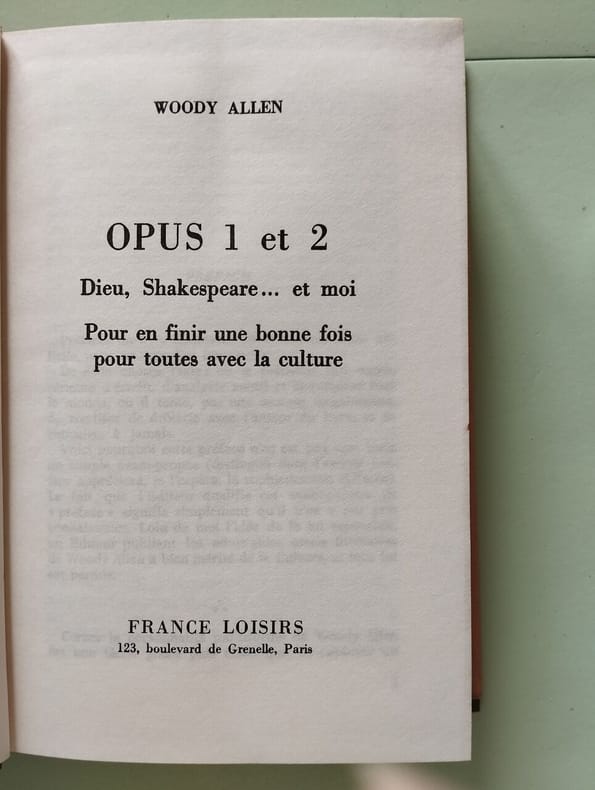 WOODY ALLEN
OPUS 1 et 2
Dieu, Shakespeare... et moi
Pour en finir une bonne fois
pour toutes avec la culture
FRANCE LOISIRS
123, boulevard de Grenelle, Paris